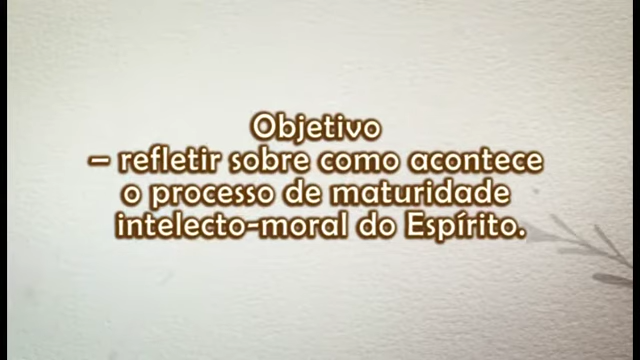 Objetivo
– refletir sobre como acontece
o processo de maturidade
intelecto-moral do Espírito.